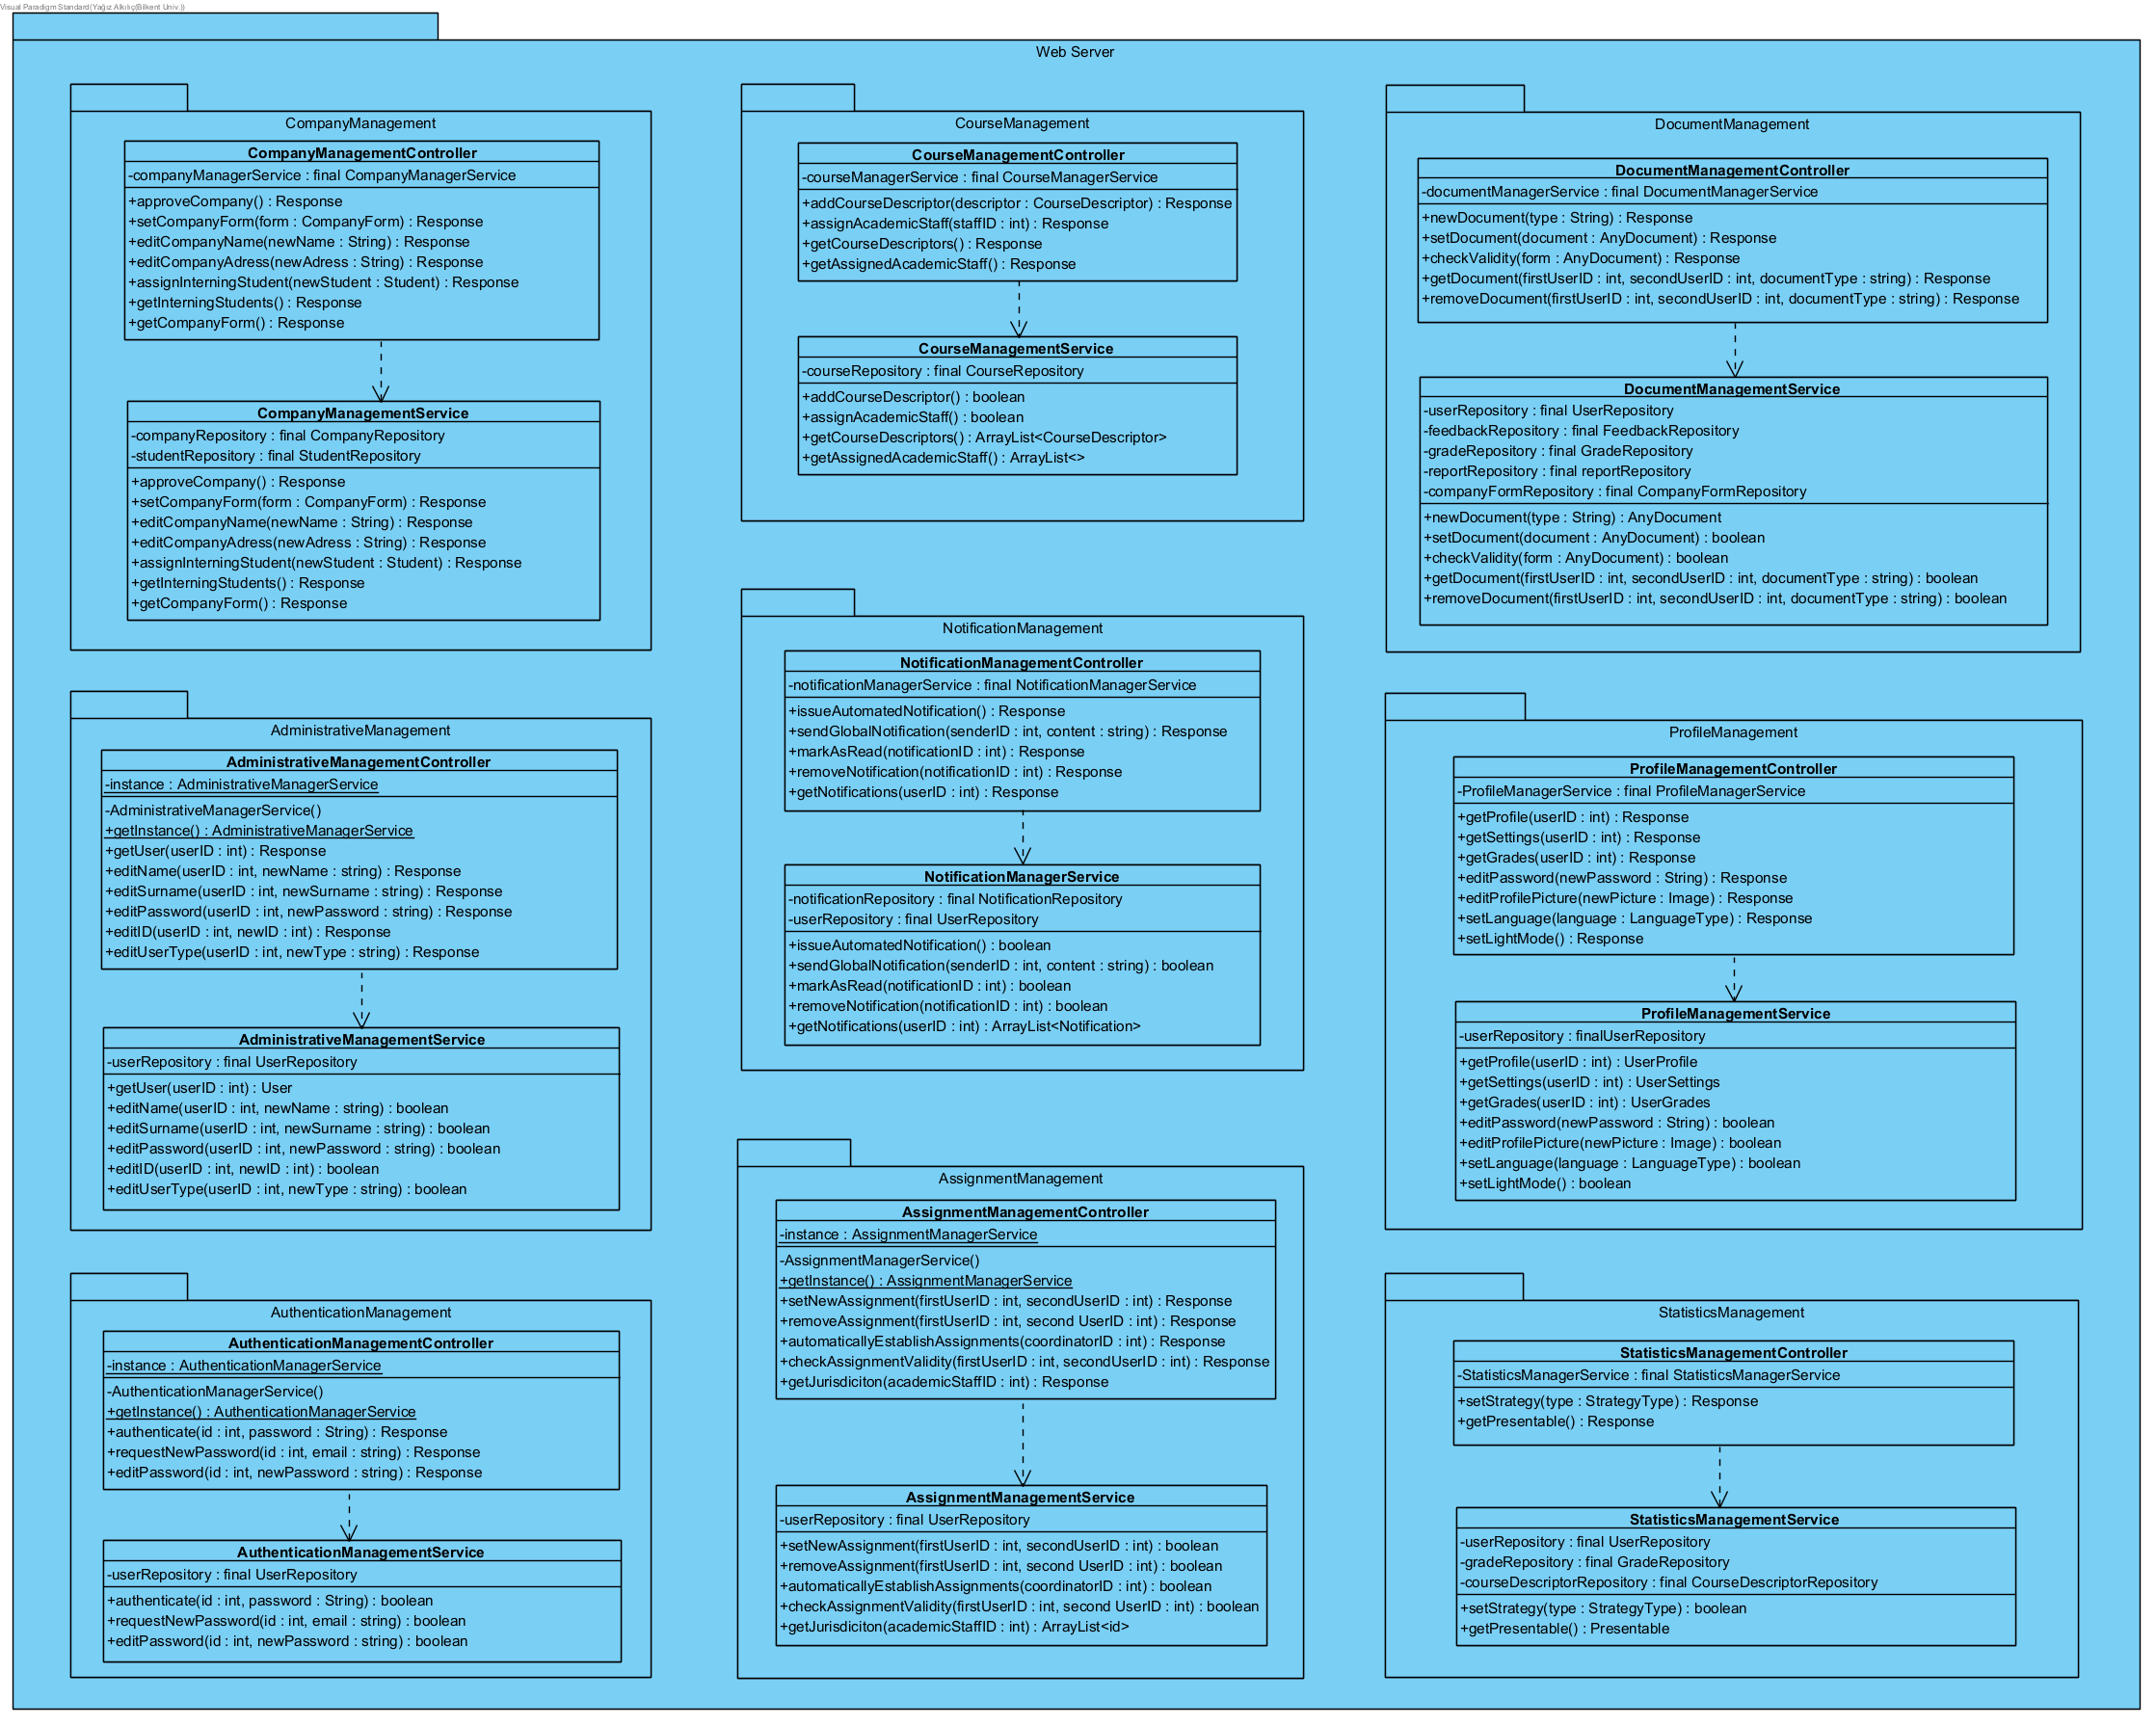 Visual Paradigm Standard(Yağız Alkılıç(Bilkent Univ.))
Web Server
CompanyManagement
CompanyManagementController
-companyManagerService : final CompanyManagerService
+approveCompany() : Response
+setCompanyForm(form : CompanyForm) : Response
+editCompanyName(newName : String) : Response
+editCompanyAdress(newAdress : String) : Response
+assignInterningStudent(newStudent : Student) : Response
+getInterningStudents() : Response
+getCompanyForm() : Response
CompanyManagementService
-companyRepository : final CompanyRepository
-studentRepository : final StudentRepository
+approveCompany() : Response
+setCompanyForm(form : CompanyForm) : Response
+editCompanyName(newName : String) : Response
+editCompanyAdress(newAdress : String) : Response
+assignInterningStudent(newStudent : Student) : Response
+getInterningStudents() : Response
+getCompanyForm() : Response
CourseManagement
CourseManagementController
-courseManagerService : final CourseManagerService
+addCourseDescriptor(descriptor : CourseDescriptor) : Response
+assignAcademicStaff(staffID : int) : Response
+getCourseDescriptors() : Response
+getAssignedAcademicStaff() : Response
CourseManagementService
-courseRepository : final CourseRepository
+addCourseDescriptor() : boolean
+assignAcademicStaff() : boolean
+getCourseDescriptors() : ArrayList<CourseDescriptor>
+getAssignedAcademicStaff() : ArrayList<>
DocumentManagement
DocumentManagementController
-documentManagerService : final DocumentManagerService
+newDocument(type : String) : Response
+setDocument(document : AnyDocument) : Response
+checkValidity(form : AnyDocument) : Response
+getDocument(firstUserID : int, secondUserID : int, documentType : string) : Response
+removeDocument(firstUserID : int, secondUserID : int, documentType : string) : Response
DocumentManagementService
-userRepository : final UserRepository
-feedbackRepository : final FeedbackRepository
-gradeRepository : final GradeRepository
-reportRepository : final reportRepository
-companyFormRepository : final CompanyFormRepository
+newDocument(type : String) : AnyDocument
+setDocument(document : AnyDocument) : boolean
+checkValidity(form : AnyDocument) : boolean
+getDocument(firstUserID : int, secondUserID : int, documentType : string) : boolean
+removeDocument(firstUserID : int, secondUserID : int, documentType : string) : boolean
AdministrativeManagement
AdministrativeManagementController
-instance : AdministrativeManagerService
-AdministrativeManagerService()
+getInstance() : AdministrativeManagerService
+getUser(userID : int) : Response
+editName(userID : int, newName : string) : Response
+editSurname(userID : int, newSurname : string) : Response
+editPassword(userID : int, newPassword : string) : Response
+editID(userID : int, newID : int) : Response
+editUserType(userID : int, newType : string) : Response
AdministrativeManagementService
-userRepository : final UserRepository
+getUser(userID : int) : User
+editName(userID : int, newName : string) : boolean
+editSurname(userID : int, newSurname : string) : boolean
+editPassword(userID : int, newPassword : string) : boolean
+editID(userID : int, newID : int) : boolean
+editUserType(userID : int, newType : string) : boolean
NotificationManagement
NotificationManagementController
-notificationManagerService : final NotificationManagerService
+issueAutomatedNotification() : Response
+sendGlobalNotification(senderID : int, content : string) : Response
+markAsRead(notificationID : int) : Response
+removeNotification(notificationID : int) : Response
+getNotifications(userID : int) : Response
NotificationManagerService
-notificationRepository : final NotificationRepository
-userRepository : final UserRepository
+issueAutomatedNotification() : boolean
+sendGlobalNotification(senderID : int, content : string) : boolean
+markAsRead(notificationID : int) : boolean
+removeNotification(notificationID : int) : boolean
+getNotifications(userID : int) : ArrayList<Notification>
ProfileManagement
ProfileManagementController
-ProfileManagerService : final ProfileManagerService
+getProfile(userID : int) : Response
+getSettings(userID : int) : Response
+getGrades(userID : int) : Response
+editPassword(newPassword : String) : Response
+editProfilePicture(newPicture : Image) : Response
+setLanguage(language : LanguageType) : Response
+setLightMode() : Response
ProfileManagementService
-userRepository : finalUserRepository
+getProfile(userID : int) : UserProfile
+getSettings(userID : int) : UserSettings
+getGrades(userID : int) : UserGrades
+editPassword(newPassword : String) : boolean
+editProfilePicture(newPicture : Image) : boolean
+setLanguage(language : LanguageType) : boolean
+setLightMode() : boolean
AuthenticationManagement
AuthenticationManagementController
-instance : AuthenticationManagerService
-AuthenticationManagerService()
+getInstance() : AuthenticationManagerService
+authenticate(id : int, password : String) : Response
+requestNewPassword(id : int, email : string) : Response
+editPassword(id : int, newPassword : string) : Response
AuthenticationManagementService
-userRepository : final UserRepository
+authenticate(id : int, password : String) : boolean
+requestNewPassword(id : int, email : string) : boolean
+editPassword(id : int, newPassword : string) : boolean
AssignmentManagement
AssignmentManagementController
-instance : AssignmentManagerService
-AssignmentManagerService()
+getInstance() : AssignmentManagerService
+setNewAssignment(firstUserID : int, secondUserID : int) : Response
+removeAssignment(firstUserID : int, second UserID : int) : Response
+automaticallyEstablishAssignments(coordinatorID : int) : Response
+checkAssignmentValidity(firstUserID : int, secondUserID : int) : Response
+getJurisdiciton(academicStaffID : int) : Response
AssignmentManagementService
-userRepository : final UserRepository
+setNewAssignment(firstUserID : int, secondUserID : int) : boolean
+removeAssignment(firstUserID : int, second UserID : int) : boolean
+automaticallyEstablishAssignments(coordinatorID : int) : boolean
+checkAssignmentValidity(firstUserID : int, second UserID : int) : boolean
+getJurisdiciton(academicStaffID : int) : ArrayList<id>
StatisticsManagement
StatisticsManagementController
-StatisticsManagerService : final StatisticsManagerService
+setStrategy(type : StrategyType) : Response
+getPresentable() : Response
StatisticsManagementService
-userRepository : final UserRepository
-gradeRepository : final GradeRepository
-courseDescriptorRepository : final CourseDescriptorRepository
+setStrategy(type : StrategyType) : boolean
+getPresentable() : Presentable